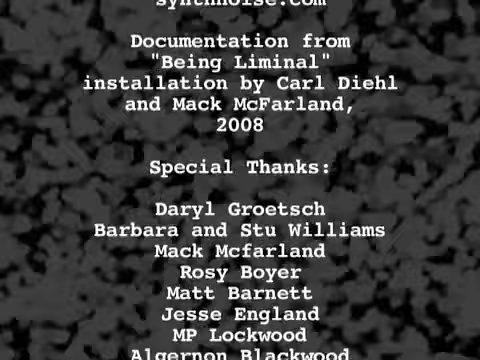 synthnoise.com
Documentation from
"Being Liminal"
installation by Carl Diehl
and Mack McFarland,
2008
Special Thanks:
Daryl Groetsch
Barbara and Stu Williams
Mack Mcfarland
Rosy Boyer
Matt Barnett
Jesse England
MP Lockwood
Algernon Blackwood